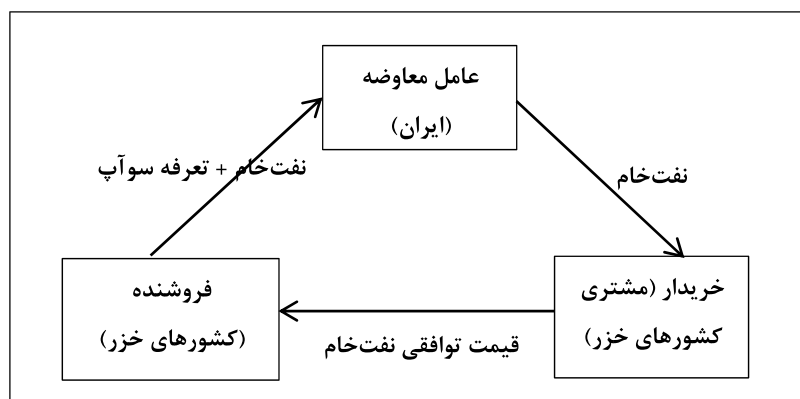 عامل معاوضه
(ایران)
نفت‌خام + تعرفه سوآپ
نفت‌خام
خریدار (مشتری
کشورهای خزر)
فروشنده
(کشورهای خزر)
قیمت توافقی نفت‌خام